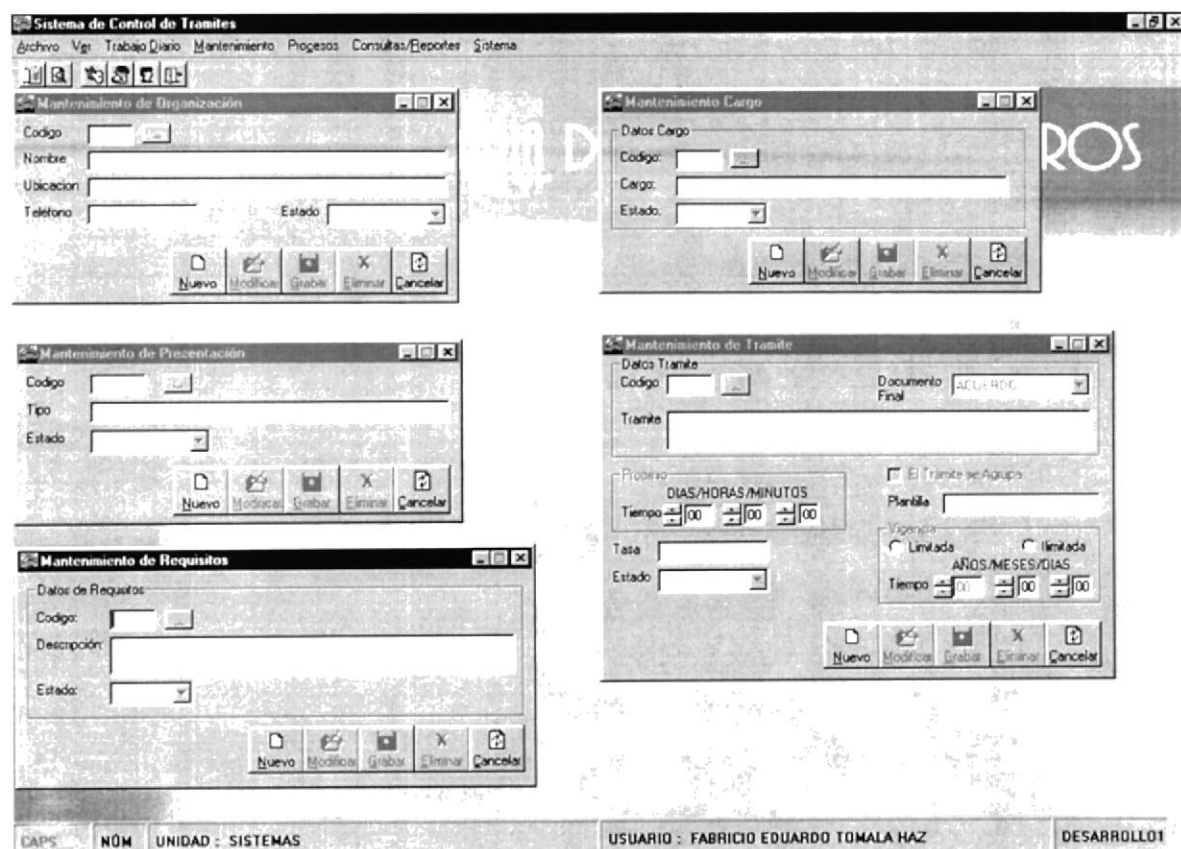 Sistema de Control de Tramites
Archivo Ver Trabajo Diario Mantenimiento Procesos Consultas/Reportes Sistema
Mantenimiento de Organización
Codigo ...
Nombre
Ubicacion
Teléfono Estado
Nuevo Modificar Grabar Eliminar Cancelar
Mantenimiento Cargo
D ROS
Datos Cargo
Codigo: ...
Cargo:
Estado:
Nuevo Modificar Grabar Eliminar Cancelar
Mantenimiento de Presentación
Codigo ...
Tipo
Estado
Nuevo Modificar Grabar Eliminar Cancelar
Mantenimiento de Tramite
Datos Tramite
Codigo ... Documento Final ACUERDO
Tramite
Proceso
DIAS/HORAS/MINUTOS
Tiempo 00 00 00
El Trámite se Agrupa
Plantilla
Tasa
Estado
Vigencia
Limitada Ilimitada
AÑOS/MESES/DIAS
Tiempo 00 00 00
Nuevo Modificar Grabar Eliminar Cancelar
Mantenimiento de Requisitos
Datos de Requisitos
Codigo: ...
Descripción:
Estado:
Nuevo Modificar Grabar Eliminar Cancelar
CAPS NÚM UNIDAD : SISTEMAS USUARIO : FABRICIO EDUARDO TOMALA HAZ DESARROLLO1